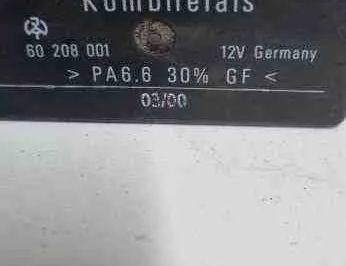 Kombirelais
60 208 001 12V Germany
> PA6.6 30% GF <
03/00